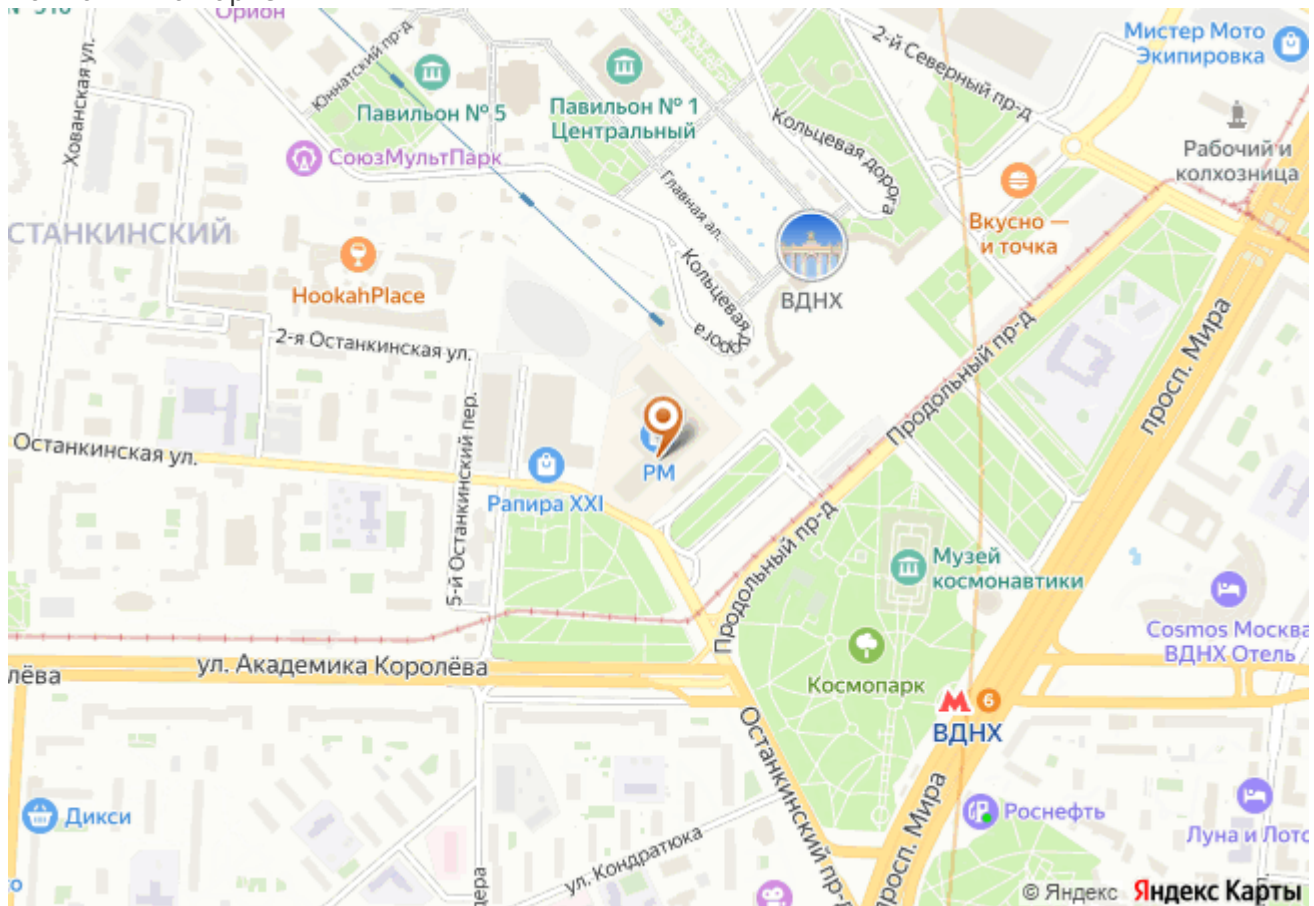 Орион
Мистер Мото
Экипировка
2-й Северный пр-д
Юннатский пр-д
Хованская ул.
Павильон № 5
Павильон № 1
Центральный
Кольцевая дорога
Рабочий и
колхозница
СоюзМультПарк
Главная ал.
Вкусно —
и точка
СТАНКИНСКИЙ
HookahPlace
Кольцевая дорога
ВДНХ
2-я Останкинская ул.
Продольный пр-д
просп. Мира
Останкинская ул.
5-й Останкинский пер.
РМ
Рапира XXI
Продольный пр-д
Музей
космонавтики
Cosmos Москва
ВДНХ Отель
лёва
ул. Академика Королёва
Космопарк
6
ВДНХ
Останкинский пр-д
просп. Мира
Дикси
Роснефть
Луна и Лотс
ул. Кондратюка
дера
© Яндекс Яндекс Карты